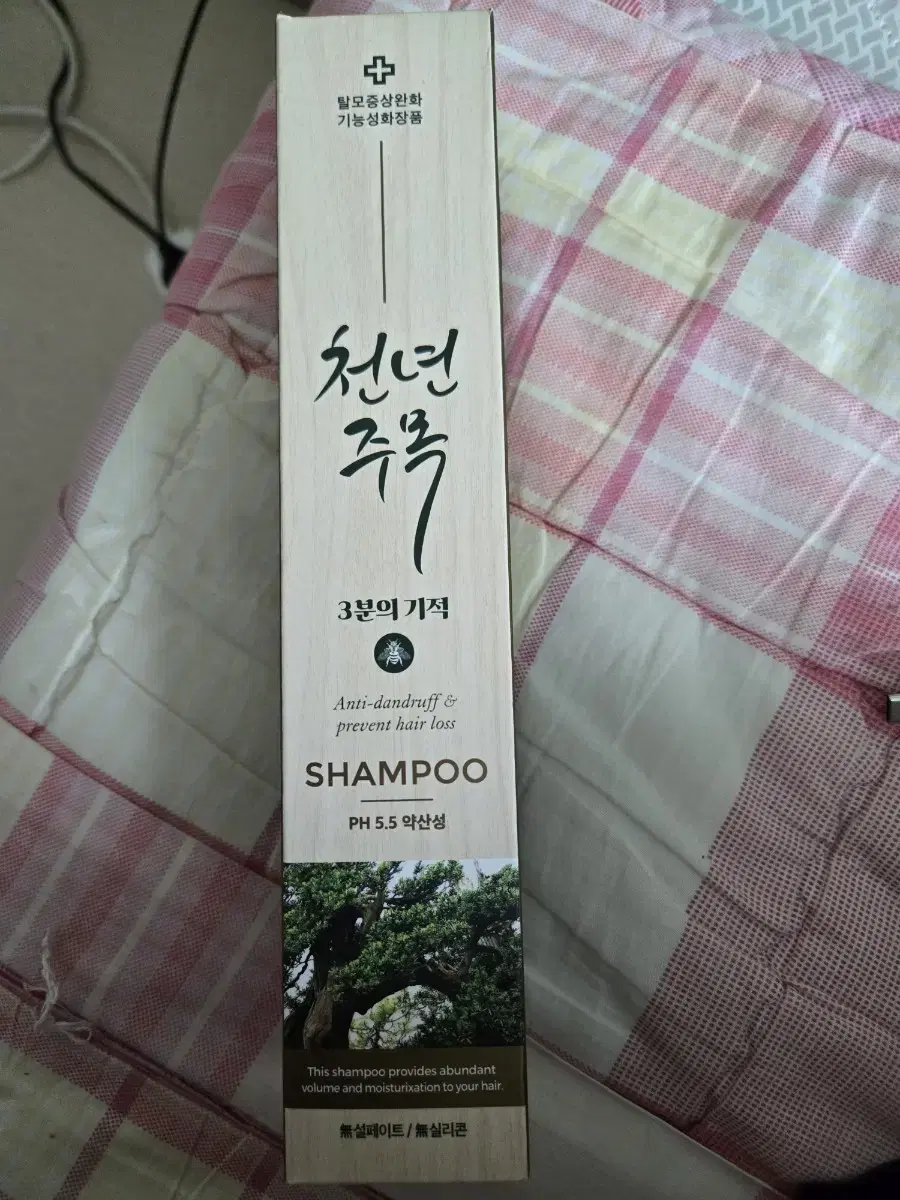 탈모증상완화
기능성화장품
천년
주목
3분의 기적
Anti-dandruff &
prevent hair loss
SHAMPOO
PH 5.5 약산성
This shampoo provides abundant
volume and moisturixation to your hair.
無설페이트 / 無실리콘